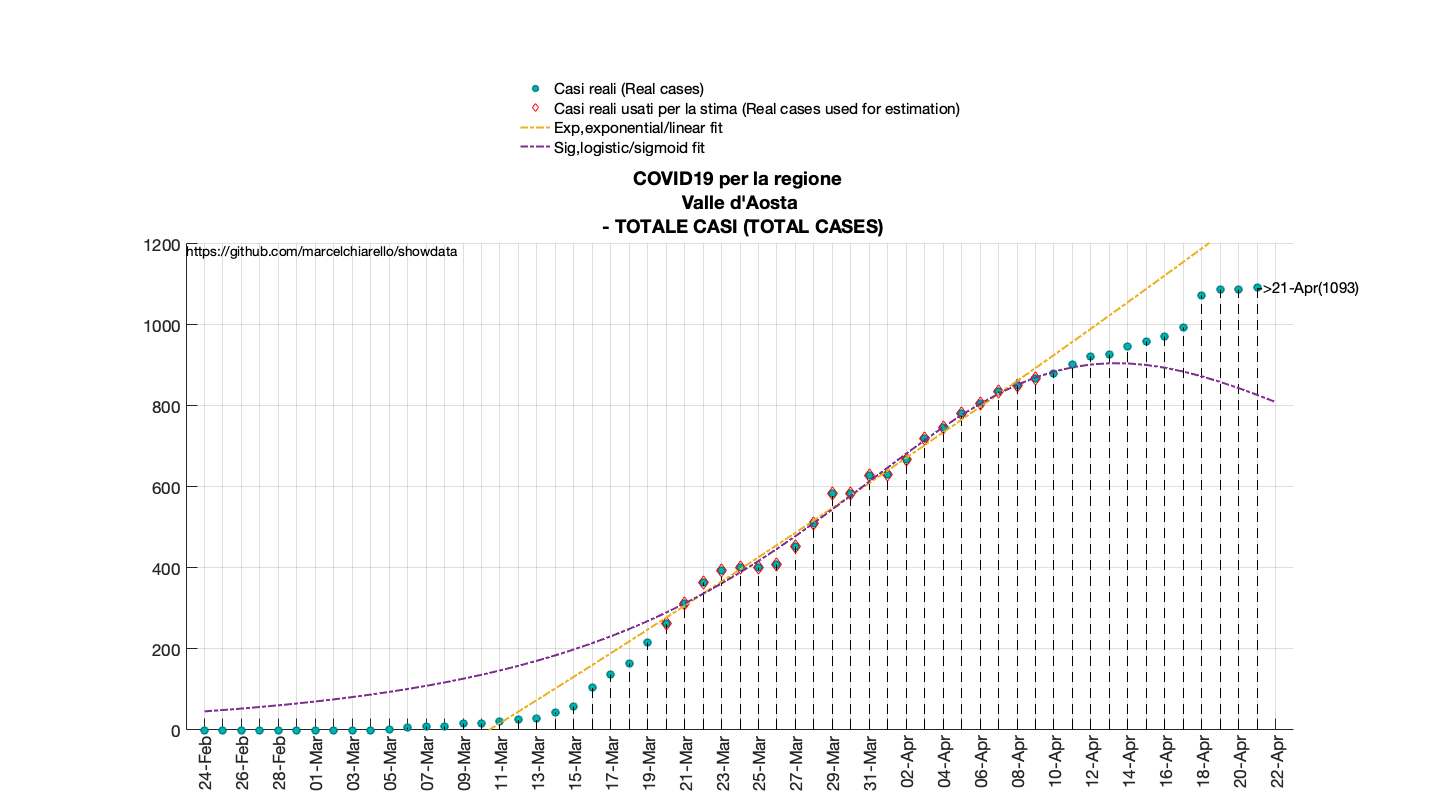 Casi reali (Real cases)
Casi reali usati per la stima (Real cases used for estimation)
Exp,exponential/linear fit
Sig,logistic/sigmoid fit
COVID19 per la regione
Valle d'Aosta
- TOTALE CASI (TOTAL CASES)
https://github.com/marcelchiarello/showdata
1200
1000
800
600
400
200
0
->21-Apr(1093)
24-Feb
26-Feb
28-Feb
01-Mar
03-Mar
05-Mar
07-Mar
09-Mar
11-Mar
13-Mar
15-Mar
17-Mar
19-Mar
21-Mar
23-Mar
25-Mar
27-Mar
29-Mar
31-Mar
02-Apr
04-Apr
06-Apr
08-Apr
10-Apr
12-Apr
14-Apr
16-Apr
18-Apr
20-Apr
22-Apr